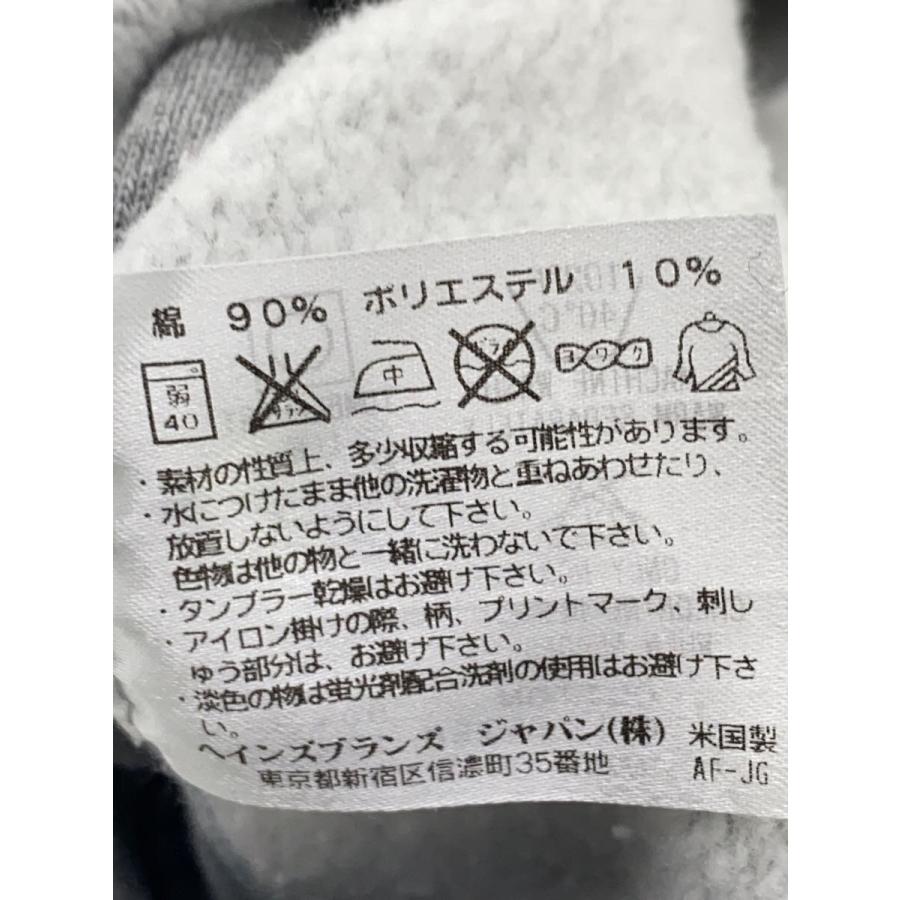 綿 90% ポリエステル 10%
弱 40 エンソ サラシ 中 ドライ ヨワク
・素材の性質上、多少収縮する可能性があります。
・水につけたまま他の洗濯物と重ねあわせたり、
放置しないようにして下さい。
色物は他の物と一緒に洗わないで下さい。
・タンブラー乾燥はお避け下さい。
・アイロン掛けの際、柄、プリントマーク、刺し
ゅう部分は、お避け下さい。
・淡色の物は蛍光剤配合洗剤の使用はお避け下さ
い。
ヘインズブランズ ジャパン(株) 米国製
東京都新宿区信濃町35番地 AF-JG